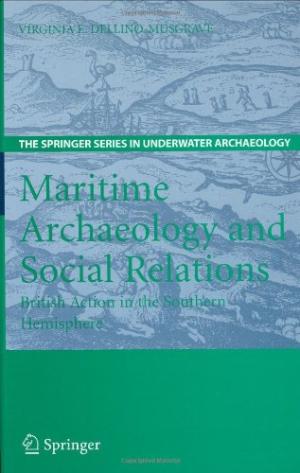 VIRGINIA E. DELLINO-MUSGRAVE
THE SPRINGER SERIES IN UNDERWATER ARCHAEOLOGY
Maritime
Archaeology and
Social Relations
British Action in the Southern
Hemisphere
Springer